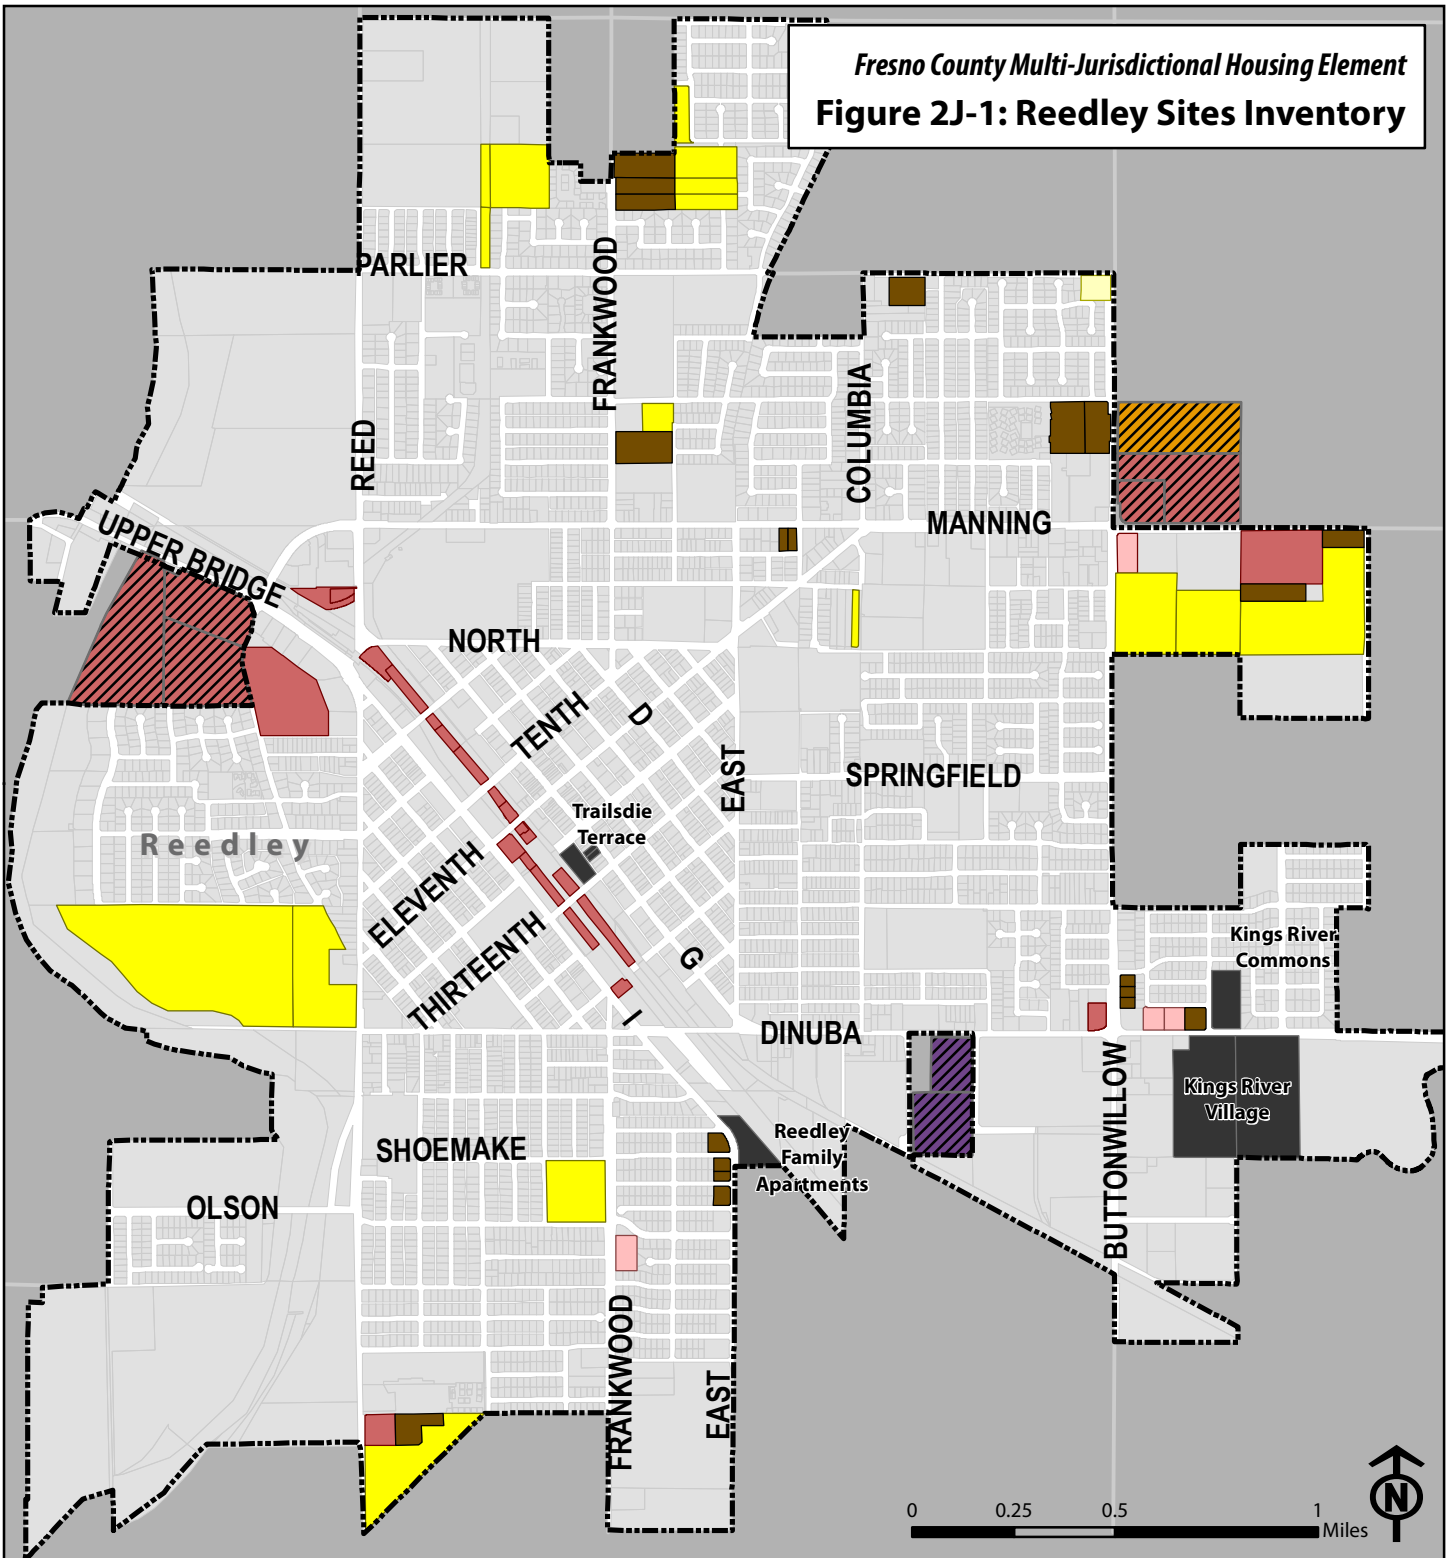 Fresno County Multi-Jurisdictional Housing Element
Figure 2J-1: Reedley Sites Inventory
PARLIER
FRANKWOOD
REED
COLUMBIA
MANNING
UPPER BRIDGE
NORTH
TENTH
D
EAST
SPRINGFIELD
Trailsdie
Terrace
Reedley
ELEVENTH
THIRTEENTH
G
I
Kings River
Commons
DINUBA
BUTTONWILLOW
Kings River
Village
Reedley
Family
Apartments
SHOEMAKE
OLSON
FRANKWOOD
EAST
N
0 0.25 0.5 1
Miles